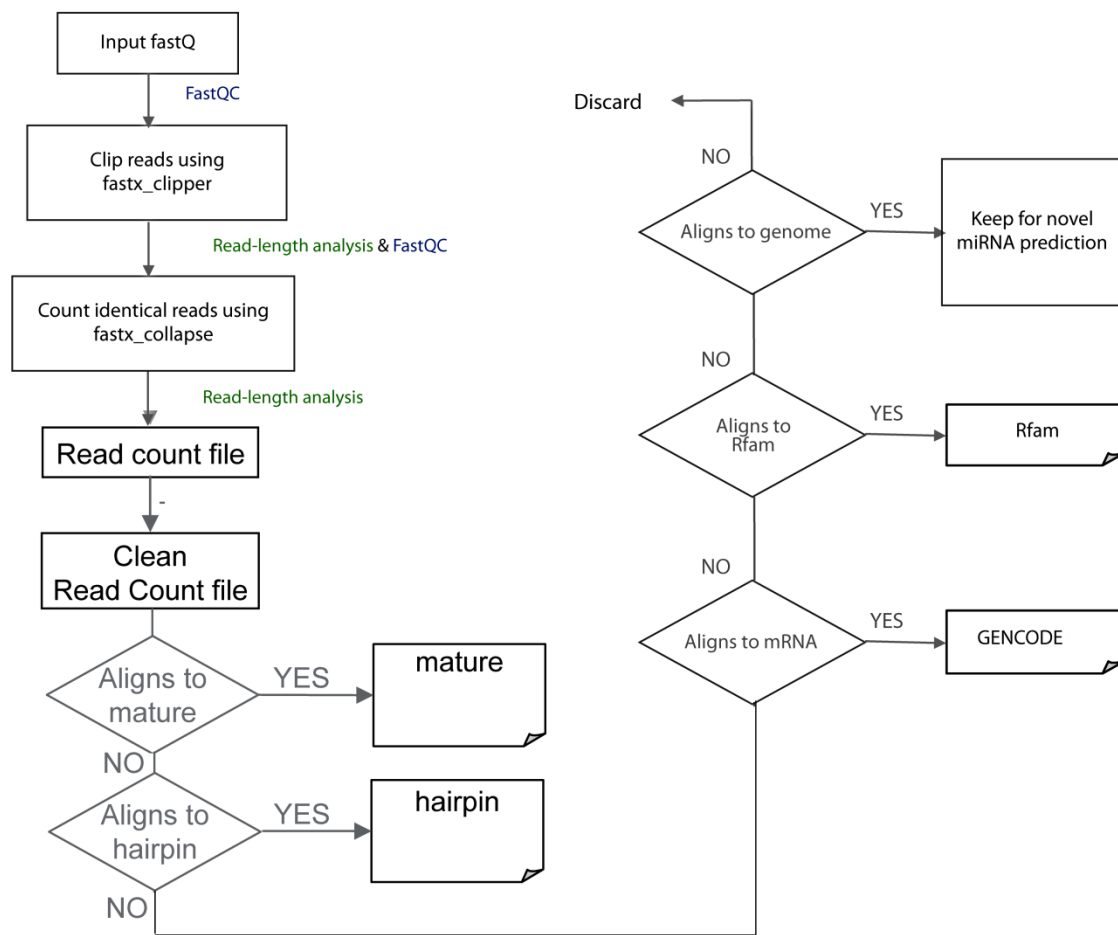 Input fastQ
FastQC
Clip reads using
fastx_clipper
Read-length analysis & FastQC
Count identical reads using
fastx_collapse
Read-length analysis
Read count file
-
Clean
Read Count file
Aligns to
mature
YES
mature
NO
Aligns to
hairpin
YES
hairpin
NO
Discard
NO
Aligns to genome
YES
Keep for novel
miRNA prediction
NO
Aligns to
Rfam
YES
Rfam
NO
Aligns to mRNA
YES
GENCODE